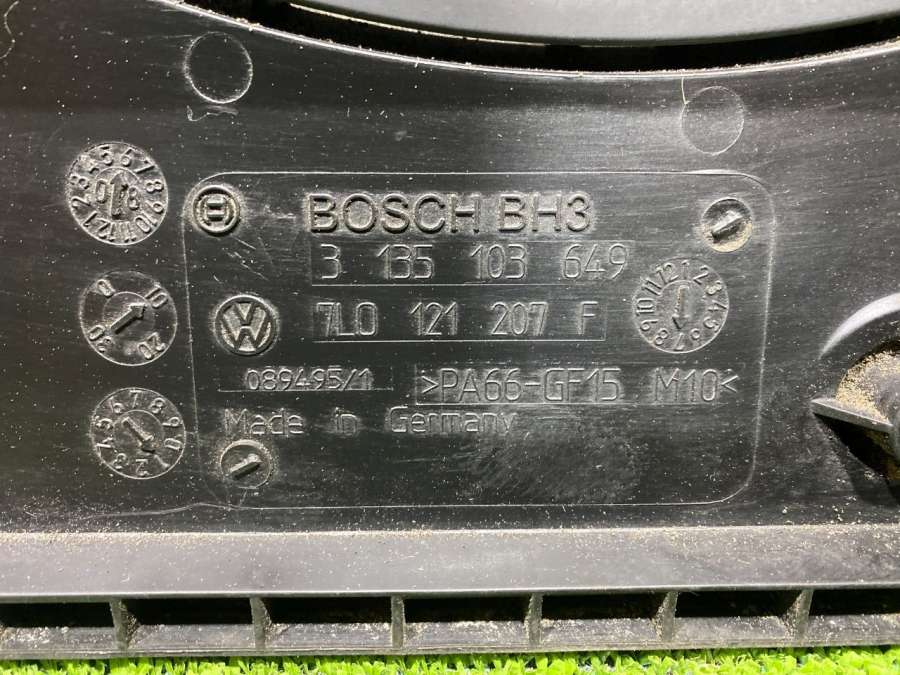 BOSCH BH3
3 135 103 649
7L0 121 207 F
089495/1 >PA66-GF15 M10<
Made in Germany